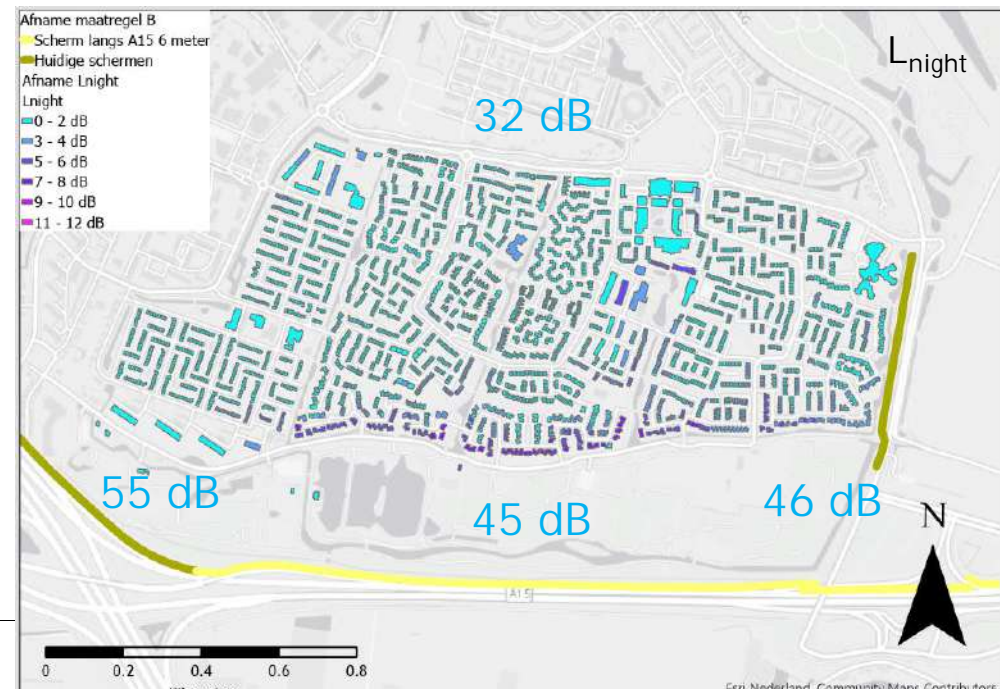 Afname maatregel B
Scherm langs A15 6 meter
Huidige schermen
Afname Lnight
Lnight
0 - 2 dB
3 - 4 dB
5 - 6 dB
7 - 8 dB
9 - 10 dB
11 - 12 dB
Lnight
32 dB
55 dB
45 dB
46 dB
N
A15
0 0.2 0.4 0.6 0.8
Esri Nederland, Community Maps Contributors